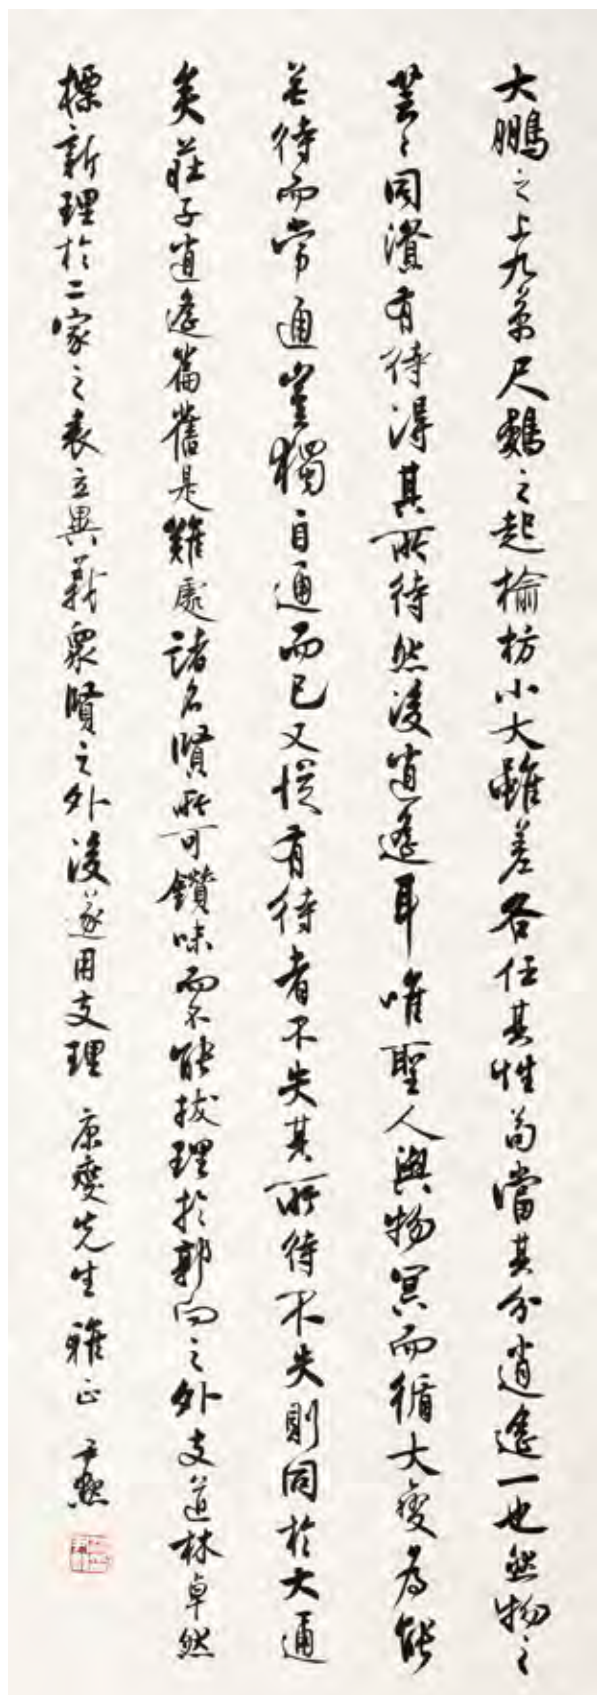 大鵬之上九萬尺鷃之起榆枋小大雖差各任其性苟當其分逍遙一也然物之
芸芸同資有待得其所待然後逍遙耳唯聖人與物冥而循大變為能
無待而常通豈獨自通而已又從有待者不失其所待不失則同於大通
矣莊子逍遙篇舊是難處諸名賢所可鑽味而不能拔理於郭向之外支道林卓然
標新理於二家之表立異義眾賢之外後遂用支理 康燮先生 雅正 尹默